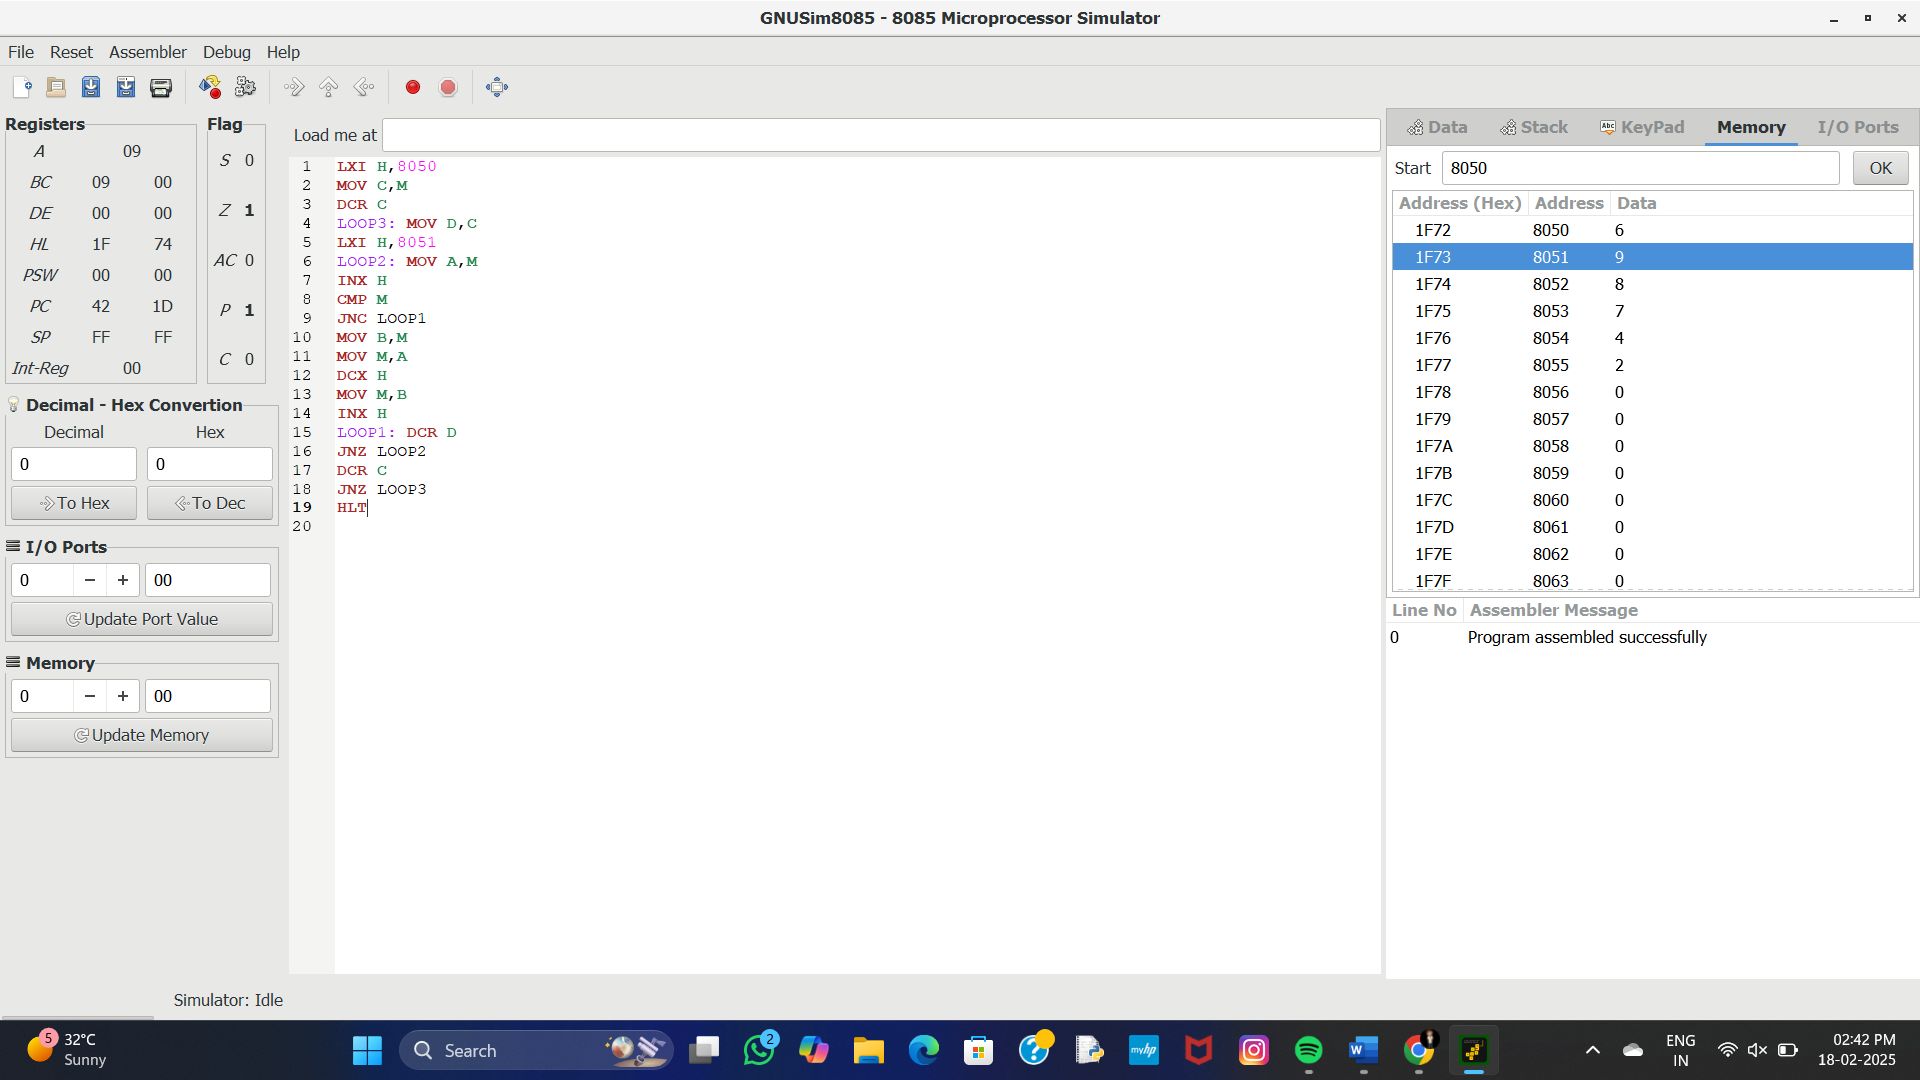 GNUSim8085 - 8085 Microprocessor Simulator
File Reset Assembler Debug Help
Registers
A 09
BC 09 00
DE 00 00
HL 1F 74
PSW 00 00
PC 42 1D
SP FF FF
Int-Reg 00
Flag
S 0
Z 1
AC 0
P 1
C 0
Decimal - Hex Convertion
Decimal Hex
0 0
To Hex To Dec
I/O Ports
0 − + 00
Update Port Value
Memory
0 − + 00
Update Memory
Load me at
1 LXI H,8050
2 MOV C,M
3 DCR C
4 LOOP3: MOV D,C
5 LXI H,8051
6 LOOP2: MOV A,M
7 INX H
8 CMP M
9 JNC LOOP1
10 MOV B,M
11 MOV M,A
12 DCX H
13 MOV M,B
14 INX H
15 LOOP1: DCR D
16 JNZ LOOP2
17 DCR C
18 JNZ LOOP3
19 HLT
20
Data Stack Abc KeyPad Memory I/O Ports
Start 8050 OK
Address (Hex) Address Data
1F72 8050 6
1F73 8051 9
1F74 8052 8
1F75 8053 7
1F76 8054 4
1F77 8055 2
1F78 8056 0
1F79 8057 0
1F7A 8058 0
1F7B 8059 0
1F7C 8060 0
1F7D 8061 0
1F7E 8062 0
1F7F 8063 0
Line No Assembler Message
0 Program assembled successfully
Simulator: Idle
5 32°C
Sunny
Search
2
myhp
W
ENG
IN
02:42 PM
18-02-2025